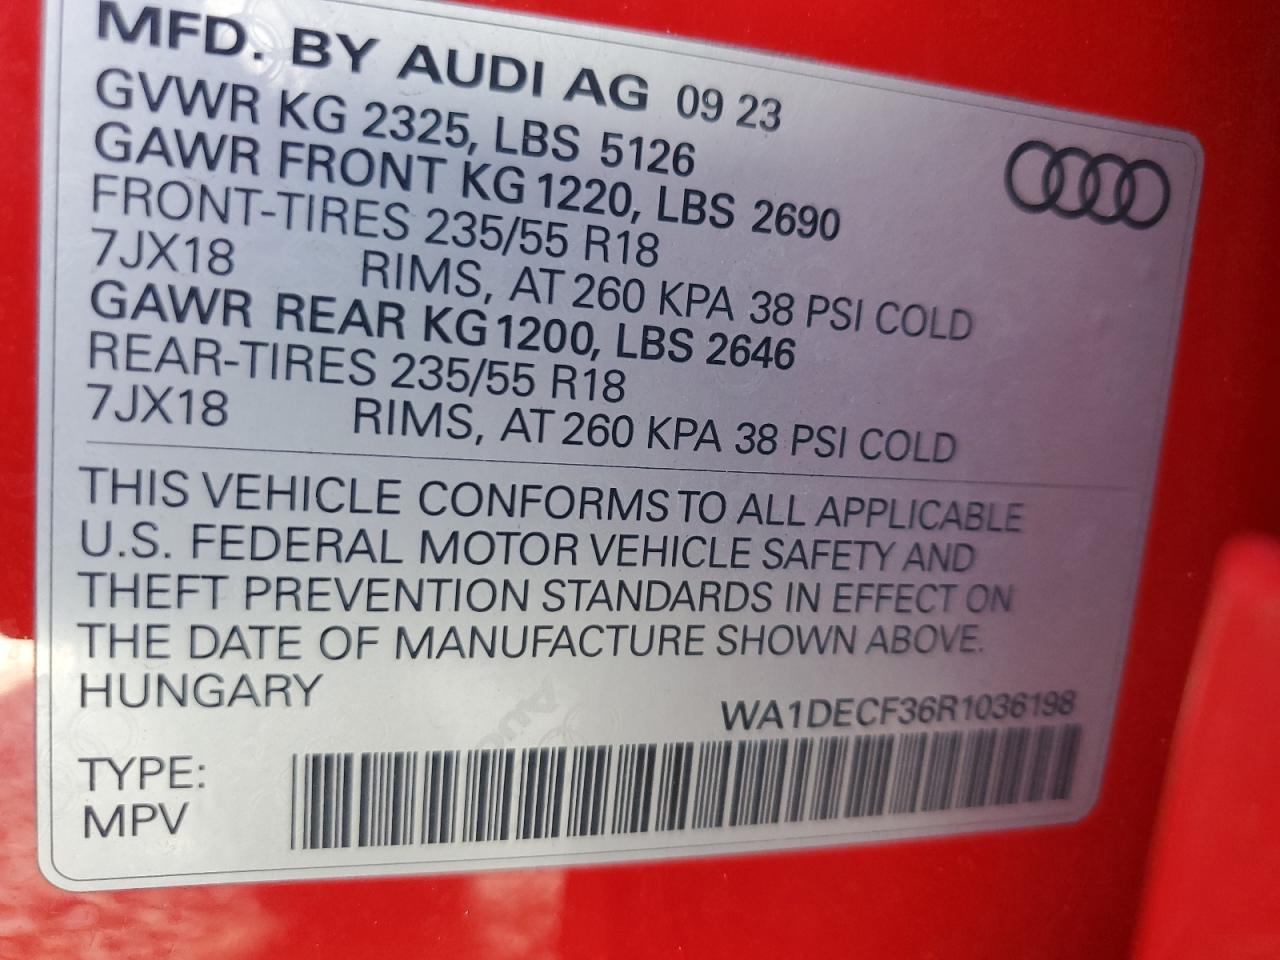 MFD. BY AUDI AG 09 23
GVWR KG 2325, LBS 5126
GAWR FRONT KG 1220, LBS 2690
FRONT-TIRES 235/55 R18
7JX18 RIMS, AT 260 KPA 38 PSI COLD
GAWR REAR KG 1200, LBS 2646
REAR-TIRES 235/55 R18
7JX18 RIMS, AT 260 KPA 38 PSI COLD
THIS VEHICLE CONFORMS TO ALL APPLICABLE
U.S. FEDERAL MOTOR VEHICLE SAFETY AND
THEFT PREVENTION STANDARDS IN EFFECT ON
THE DATE OF MANUFACTURE SHOWN ABOVE.
HUNGARY
WA1DECF36R1036198
TYPE:
MPV